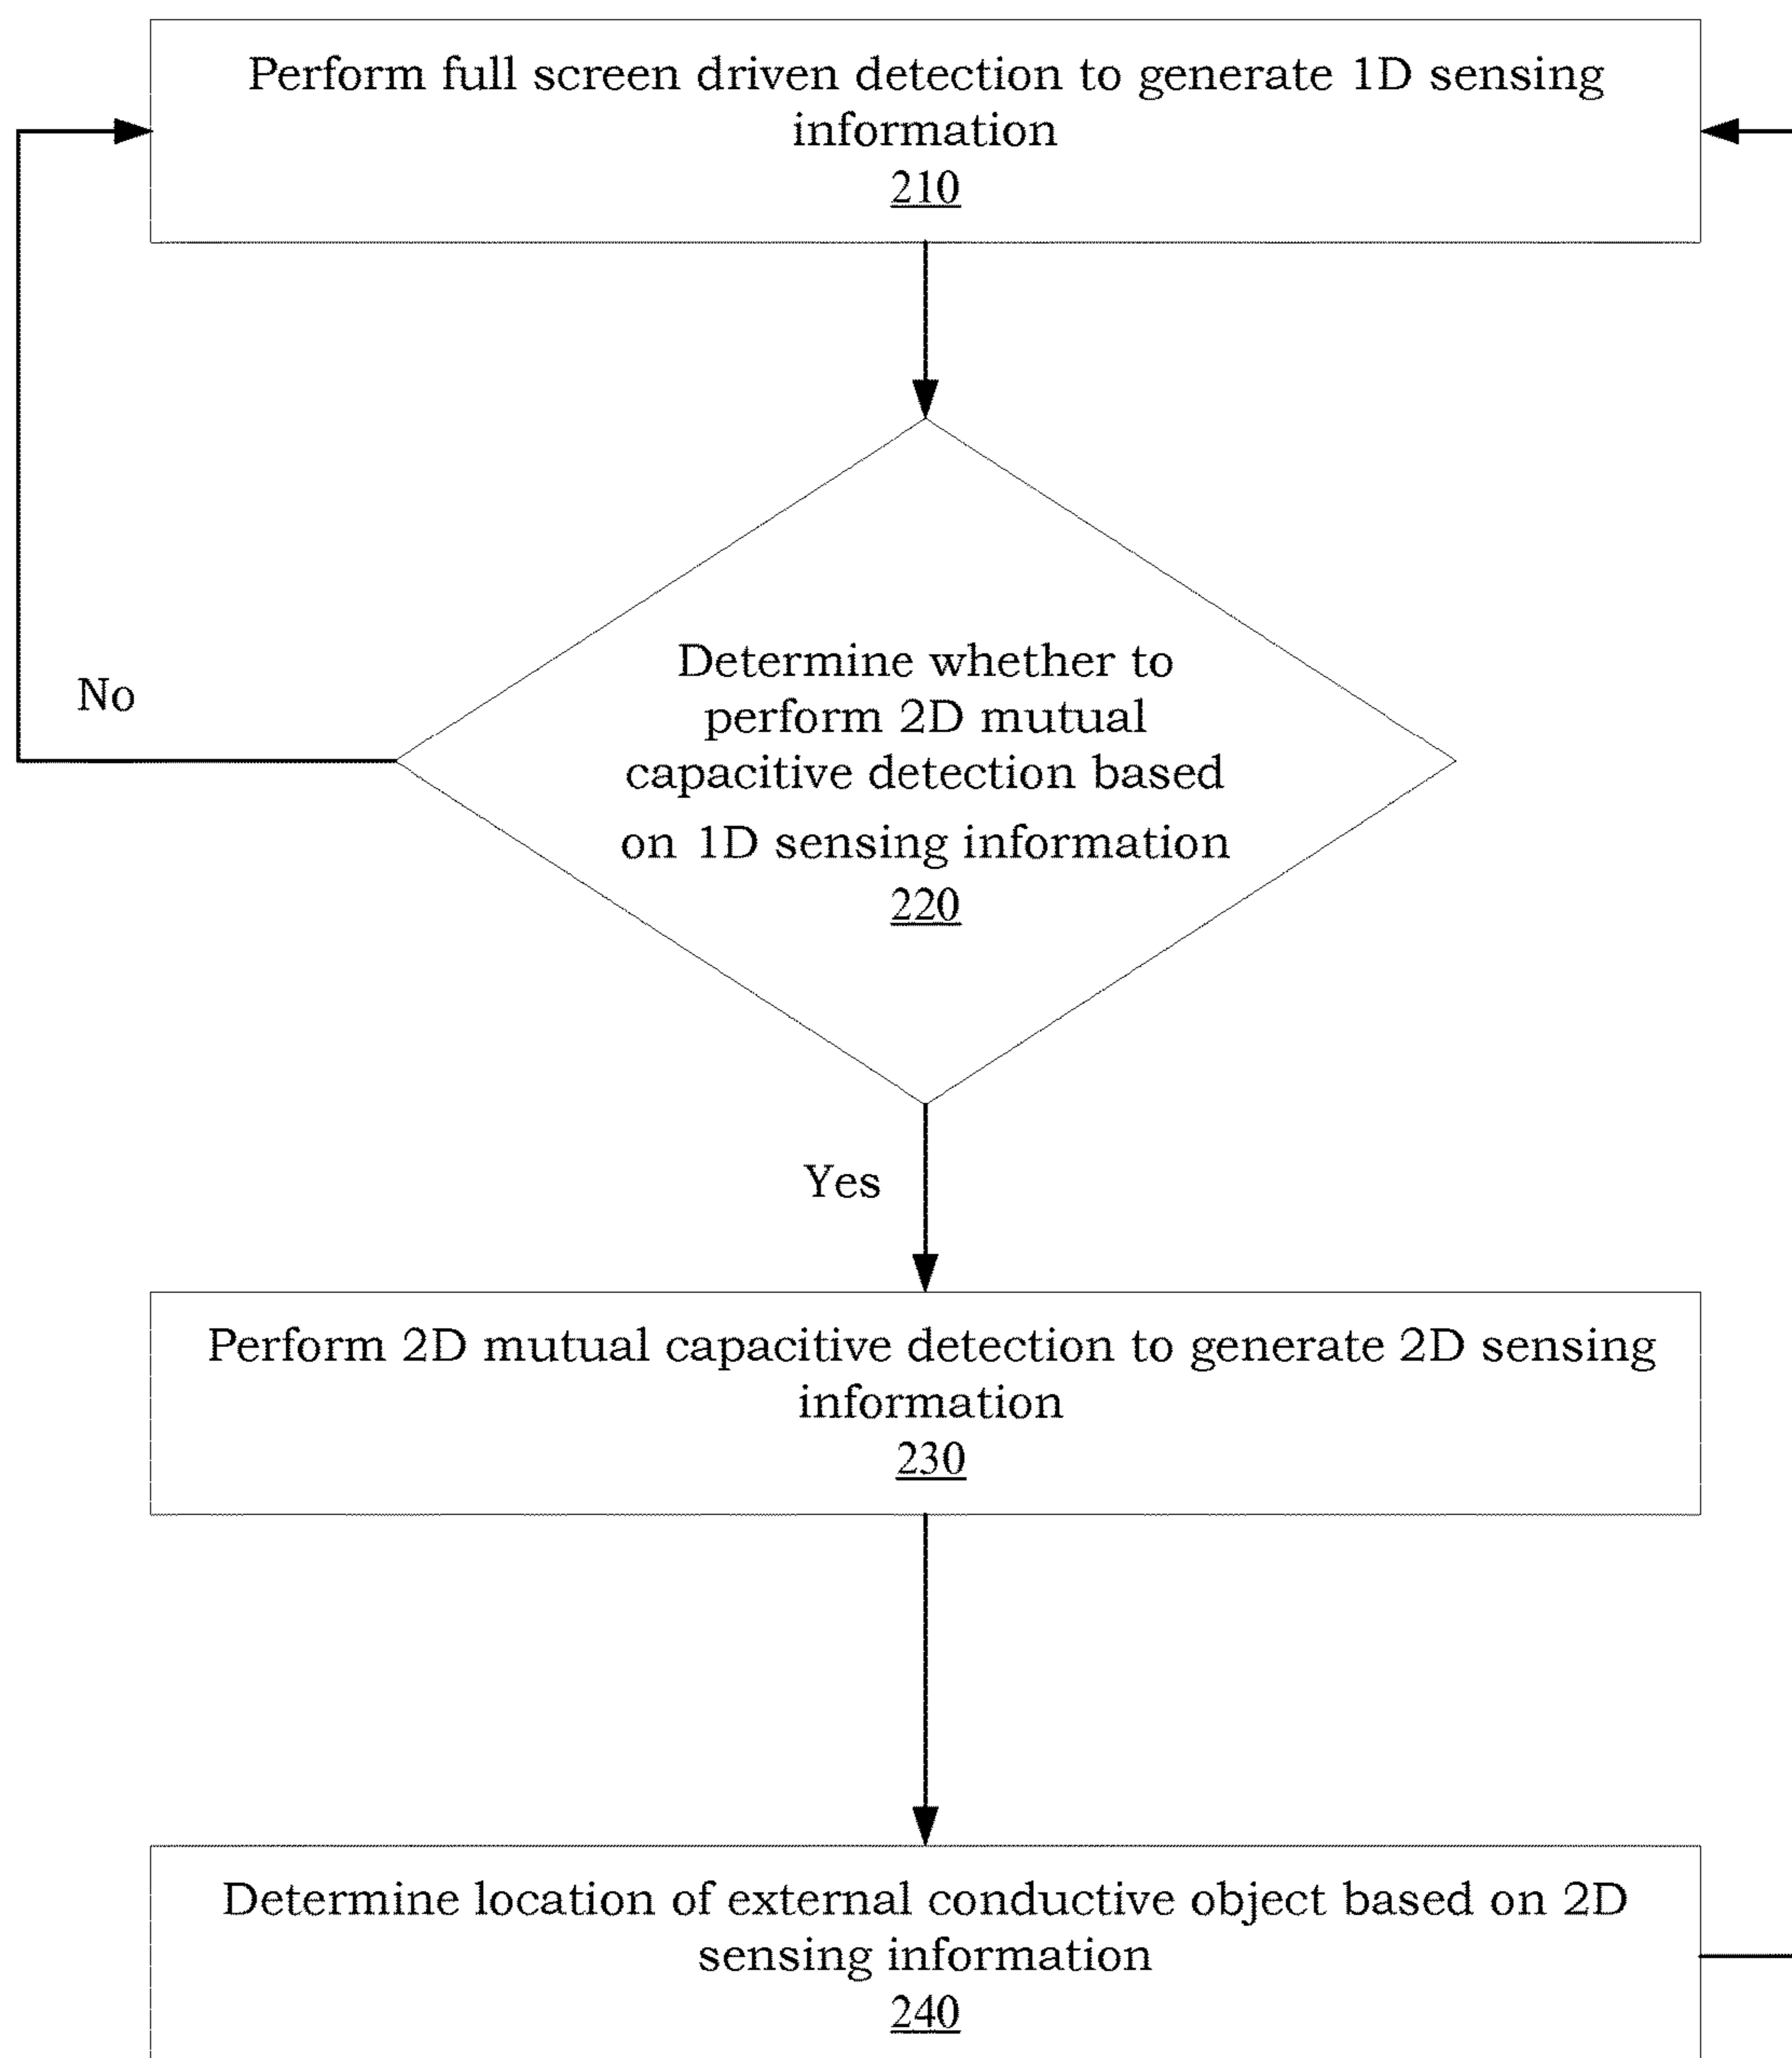 Perform full screen driven detection to generate 1D sensing
information
210
Determine whether to
perform 2D mutual
capacitive detection based
on 1D sensing information
220
No
Yes
Perform 2D mutual capacitive detection to generate 2D sensing
information
230
Determine location of external conductive object based on 2D
sensing information
240